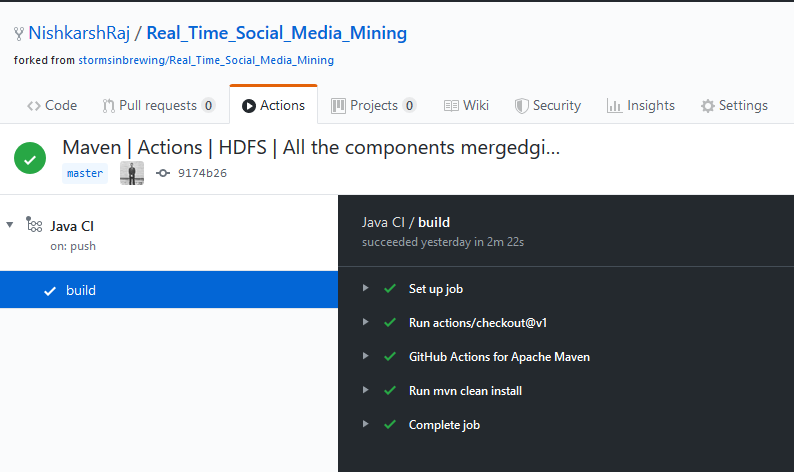 NishkarshRaj / Real_Time_Social_Media_Mining
forked from stormsinbrewing/Real_Time_Social_Media_Mining
Code Pull requests 0 Actions Projects 0 Wiki Security Insights Settings
Maven | Actions | HDFS | All the components mergedgi...
master 9174b26
Java CI
on: push
build
Java CI / build
succeeded yesterday in 2m 22s
Set up job
Run actions/checkout@v1
GitHub Actions for Apache Maven
Run mvn clean install
Complete job